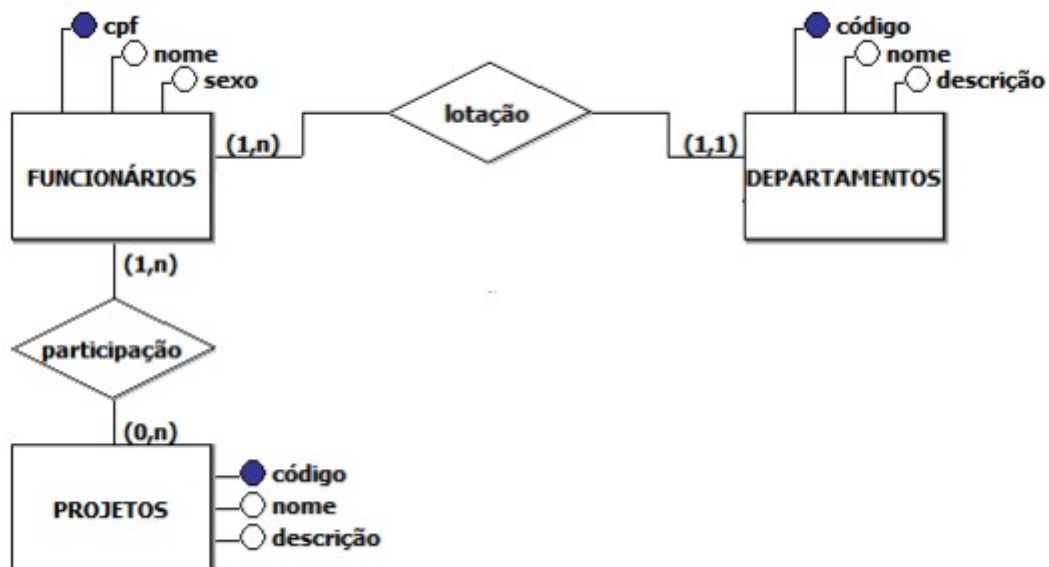 cpf
nome
sexo
código
nome
descrição
lotação
(1,n)
(1,1)
FUNCIONÁRIOS
DEPARTAMENTOS
(1,n)
participação
(0,n)
PROJETOS
código
nome
descrição